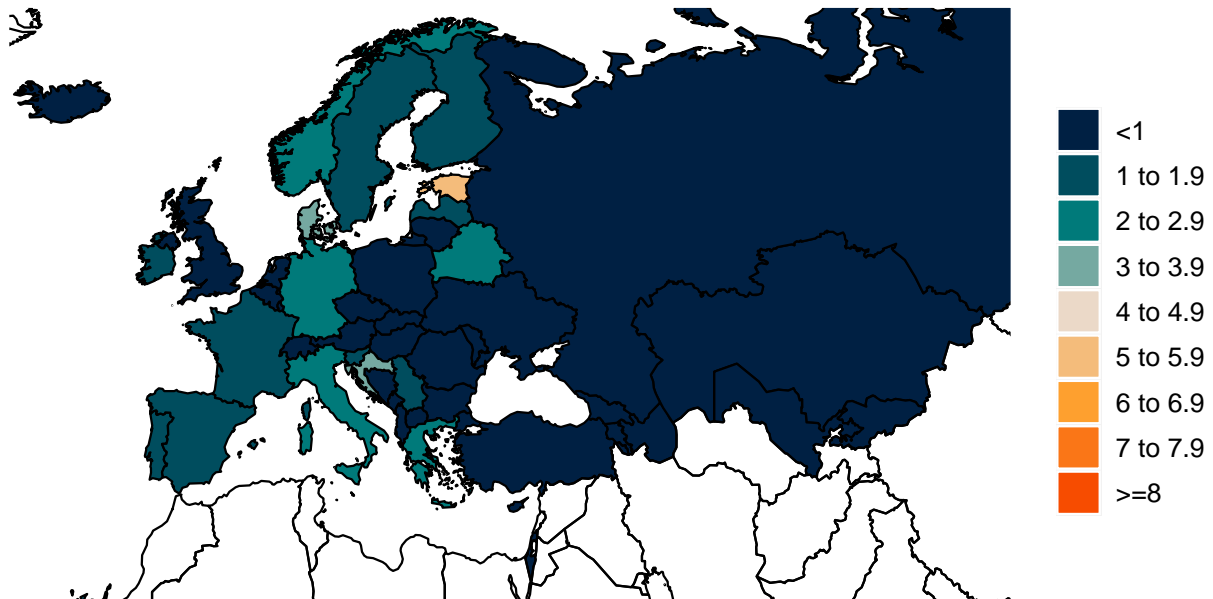 <1
1 to 1.9
2 to 2.9
3 to 3.9
4 to 4.9
5 to 5.9
6 to 6.9
7 to 7.9
>=8